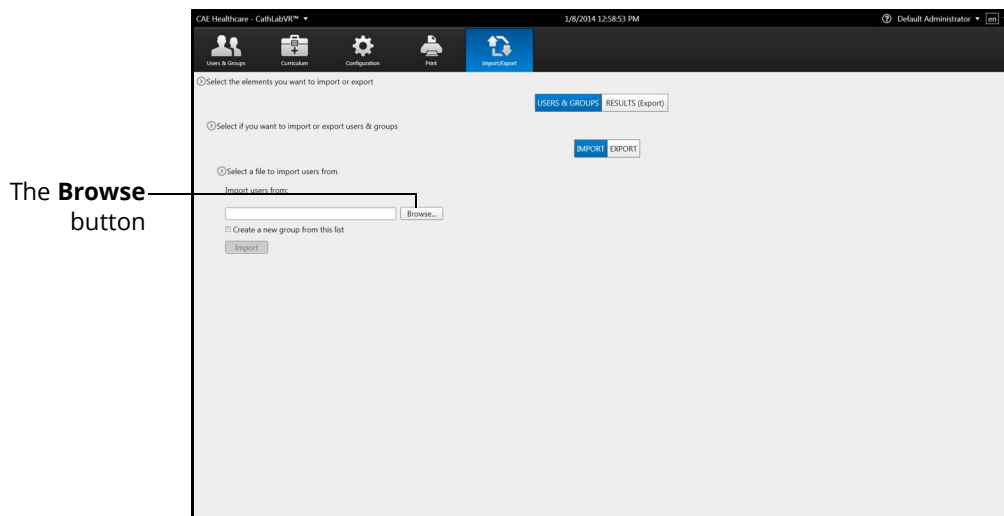 CAE Healthcare - CathLabVR™ ▾ 1/8/2014 12:58:53 PM ? Default Administrator ▾ en
Users & Groups Curriculum Configuration Print Import/Export
Select the elements you want to import or export
USERS & GROUPS RESULTS (Export)
Select if you want to import or export users & groups
IMPORT EXPORT
Select a file to import users from
Import users from:
The Browse
button
Browse...
Create a new group from this list
Import